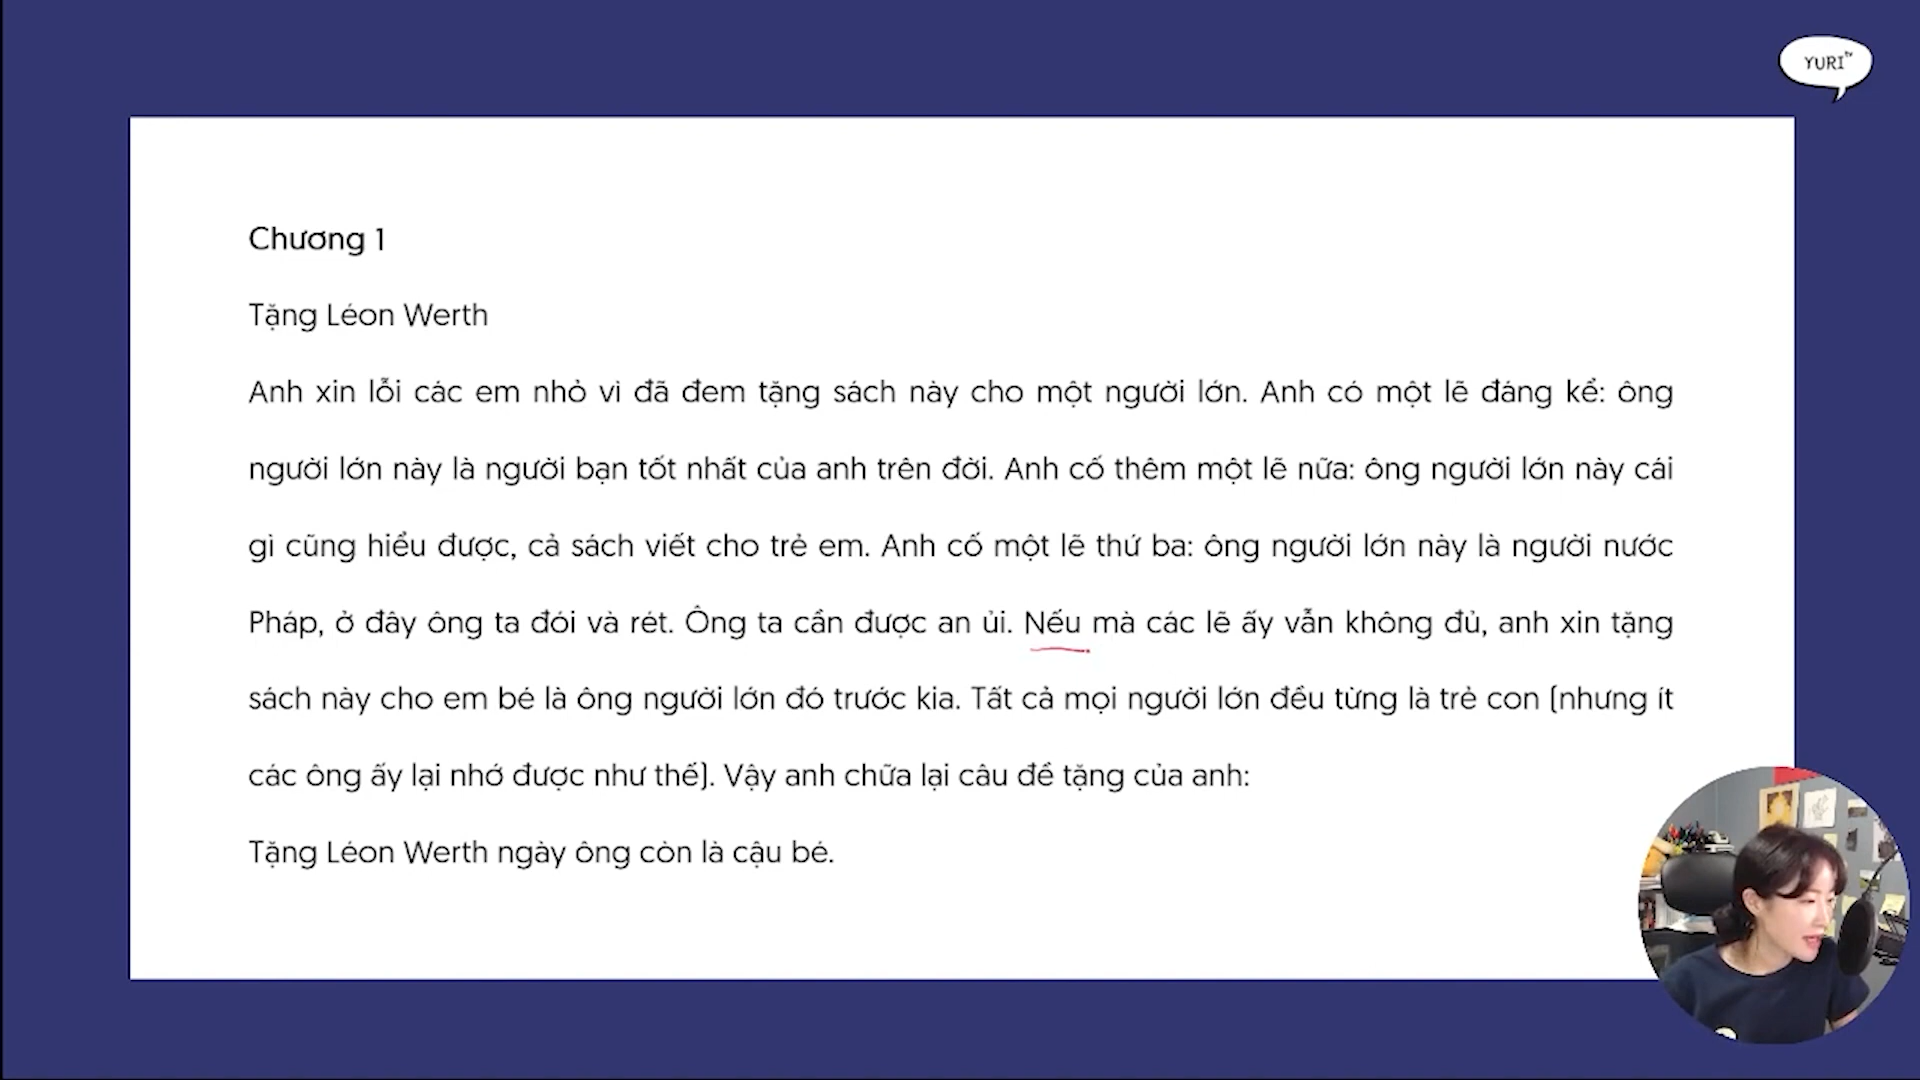 YURI tv
Chương 1
Tặng Léon Werth
Anh xin lỗi các em nhỏ vì đã đem tặng sách này cho một người lớn. Anh có một lẽ đáng kể: ông
người lớn này là người bạn tốt nhất của anh trên đời. Anh cố thêm một lẽ nữa: ông người lớn này cái
gì cũng hiểu được, cả sách viết cho trẻ em. Anh cố một lẽ thứ ba: ông người lớn này là người nước
Pháp, ở đây ông ta đói và rét. Ông ta cần được an ủi. Nếu mà các lẽ ấy vẫn không đủ, anh xin tặng
sách này cho em bé là ông người lớn đó trước kia. Tất cả mọi người lớn đều từng là trẻ con (nhưng ít
các ông ấy lại nhớ được như thế). Vậy anh chữa lại câu đề tặng của anh:
Tặng Léon Werth ngày ông còn là cậu bé.